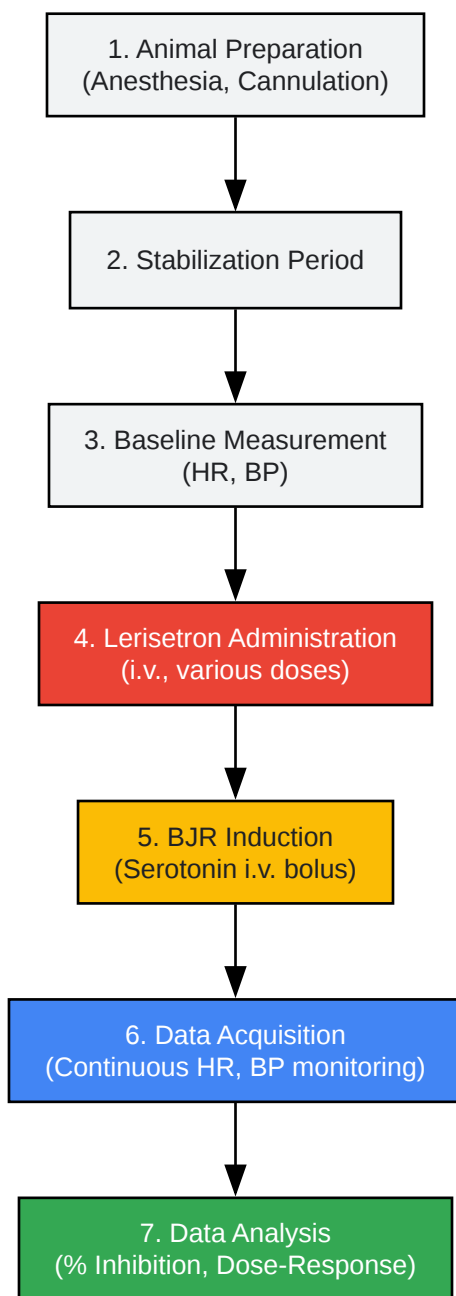 1. Animal Preparation
(Anesthesia, Cannulation)
2. Stabilization Period
3. Baseline Measurement
(HR, BP)
4. Lerisetron Administration
(i.v., various doses)
5. BJR Induction
(Serotonin i.v. bolus)
6. Data Acquisition
(Continuous HR, BP monitoring)
7. Data Analysis
(% Inhibition, Dose-Response)